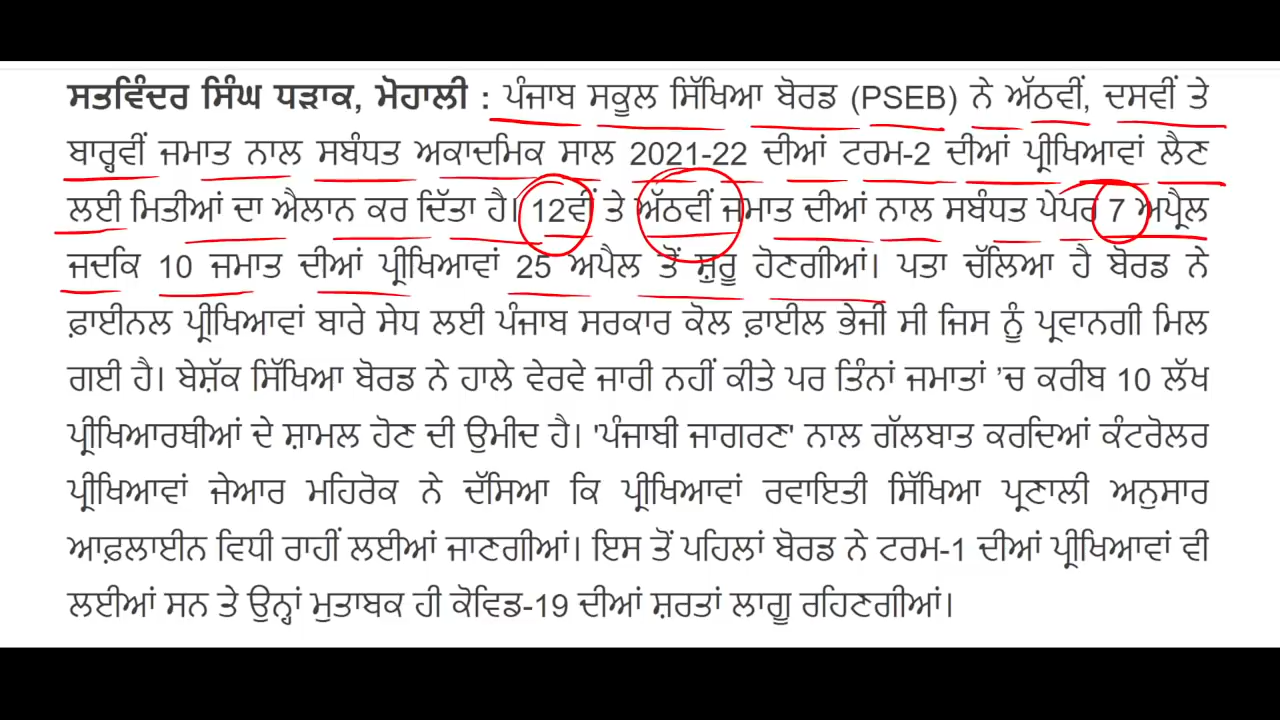 ਸਤਵਿੰਦਰ ਸਿੰਘ ਧੜਾਕ, ਮੋਹਾਲੀ : ਪੰਜਾਬ ਸਕੂਲ ਸਿੱਖਿਆ ਬੋਰਡ (PSEB) ਨੇ ਅੱਠਵੀਂ, ਦਸਵੀਂ ਤੇ
ਬਾਰ੍ਹਵੀਂ ਜਮਾਤ ਨਾਲ ਸਬੰਧਤ ਅਕਾਦਮਿਕ ਸਾਲ 2021-22 ਦੀਆਂ ਟਰਮ-2 ਦੀਆਂ ਪ੍ਰੀਖਿਆਵਾਂ ਲੈਣ
ਲਈ ਮਿਤੀਆਂ ਦਾ ਐਲਾਨ ਕਰ ਦਿੱਤਾ ਹੈ। 12ਵੀਂ ਤੇ ਅੱਠਵੀਂ ਜਮਾਤ ਦੀਆਂ ਨਾਲ ਸਬੰਧਤ ਪੇਪਰ 7 ਅਪ੍ਰੈਲ
ਜਦਕਿ 10 ਜਮਾਤ ਦੀਆਂ ਪ੍ਰੀਖਿਆਵਾਂ 25 ਅਪੈਲ ਤੋਂ ਸ਼ੁਰੂ ਹੋਣਗੀਆਂ। ਪਤਾ ਚੱਲਿਆ ਹੈ ਬੋਰਡ ਨੇ
ਫ਼ਾਈਨਲ ਪ੍ਰੀਖਿਆਵਾਂ ਬਾਰੇ ਸੇਧ ਲਈ ਪੰਜਾਬ ਸਰਕਾਰ ਕੋਲ ਫ਼ਾਈਲ ਭੇਜੀ ਸੀ ਜਿਸ ਨੂੰ ਪ੍ਰਵਾਨਗੀ ਮਿਲ
ਗਈ ਹੈ। ਬੇਸ਼ੱਕ ਸਿੱਖਿਆ ਬੋਰਡ ਨੇ ਹਾਲੇ ਵੇਰਵੇ ਜਾਰੀ ਨਹੀਂ ਕੀਤੇ ਪਰ ਤਿੰਨਾਂ ਜਮਾਤਾਂ ’ਚ ਕਰੀਬ 10 ਲੱਖ
ਪ੍ਰੀਖਿਆਰਥੀਆਂ ਦੇ ਸ਼ਾਮਲ ਹੋਣ ਦੀ ਉਮੀਦ ਹੈ। 'ਪੰਜਾਬੀ ਜਾਗਰਣ' ਨਾਲ ਗੱਲਬਾਤ ਕਰਦਿਆਂ ਕੰਟਰੋਲਰ
ਪ੍ਰੀਖਿਆਵਾਂ ਜੇਆਰ ਮਹਿਰੋਕ ਨੇ ਦੱਸਿਆ ਕਿ ਪ੍ਰੀਖਿਆਵਾਂ ਰਵਾਇਤੀ ਸਿੱਖਿਆ ਪ੍ਰਣਾਲੀ ਅਨੁਸਾਰ
ਆਫ਼ਲਾਈਨ ਵਿਧੀ ਰਾਹੀਂ ਲਈਆਂ ਜਾਣਗੀਆਂ। ਇਸ ਤੋਂ ਪਹਿਲਾਂ ਬੋਰਡ ਨੇ ਟਰਮ-1 ਦੀਆਂ ਪ੍ਰੀਖਿਆਵਾਂ ਵੀ
ਲਈਆਂ ਸਨ ਤੇ ਉਨ੍ਹਾਂ ਮੁਤਾਬਕ ਹੀ ਕੋਵਿਡ-19 ਦੀਆਂ ਸ਼ਰਤਾਂ ਲਾਗੂ ਰਹਿਣਗੀਆਂ।